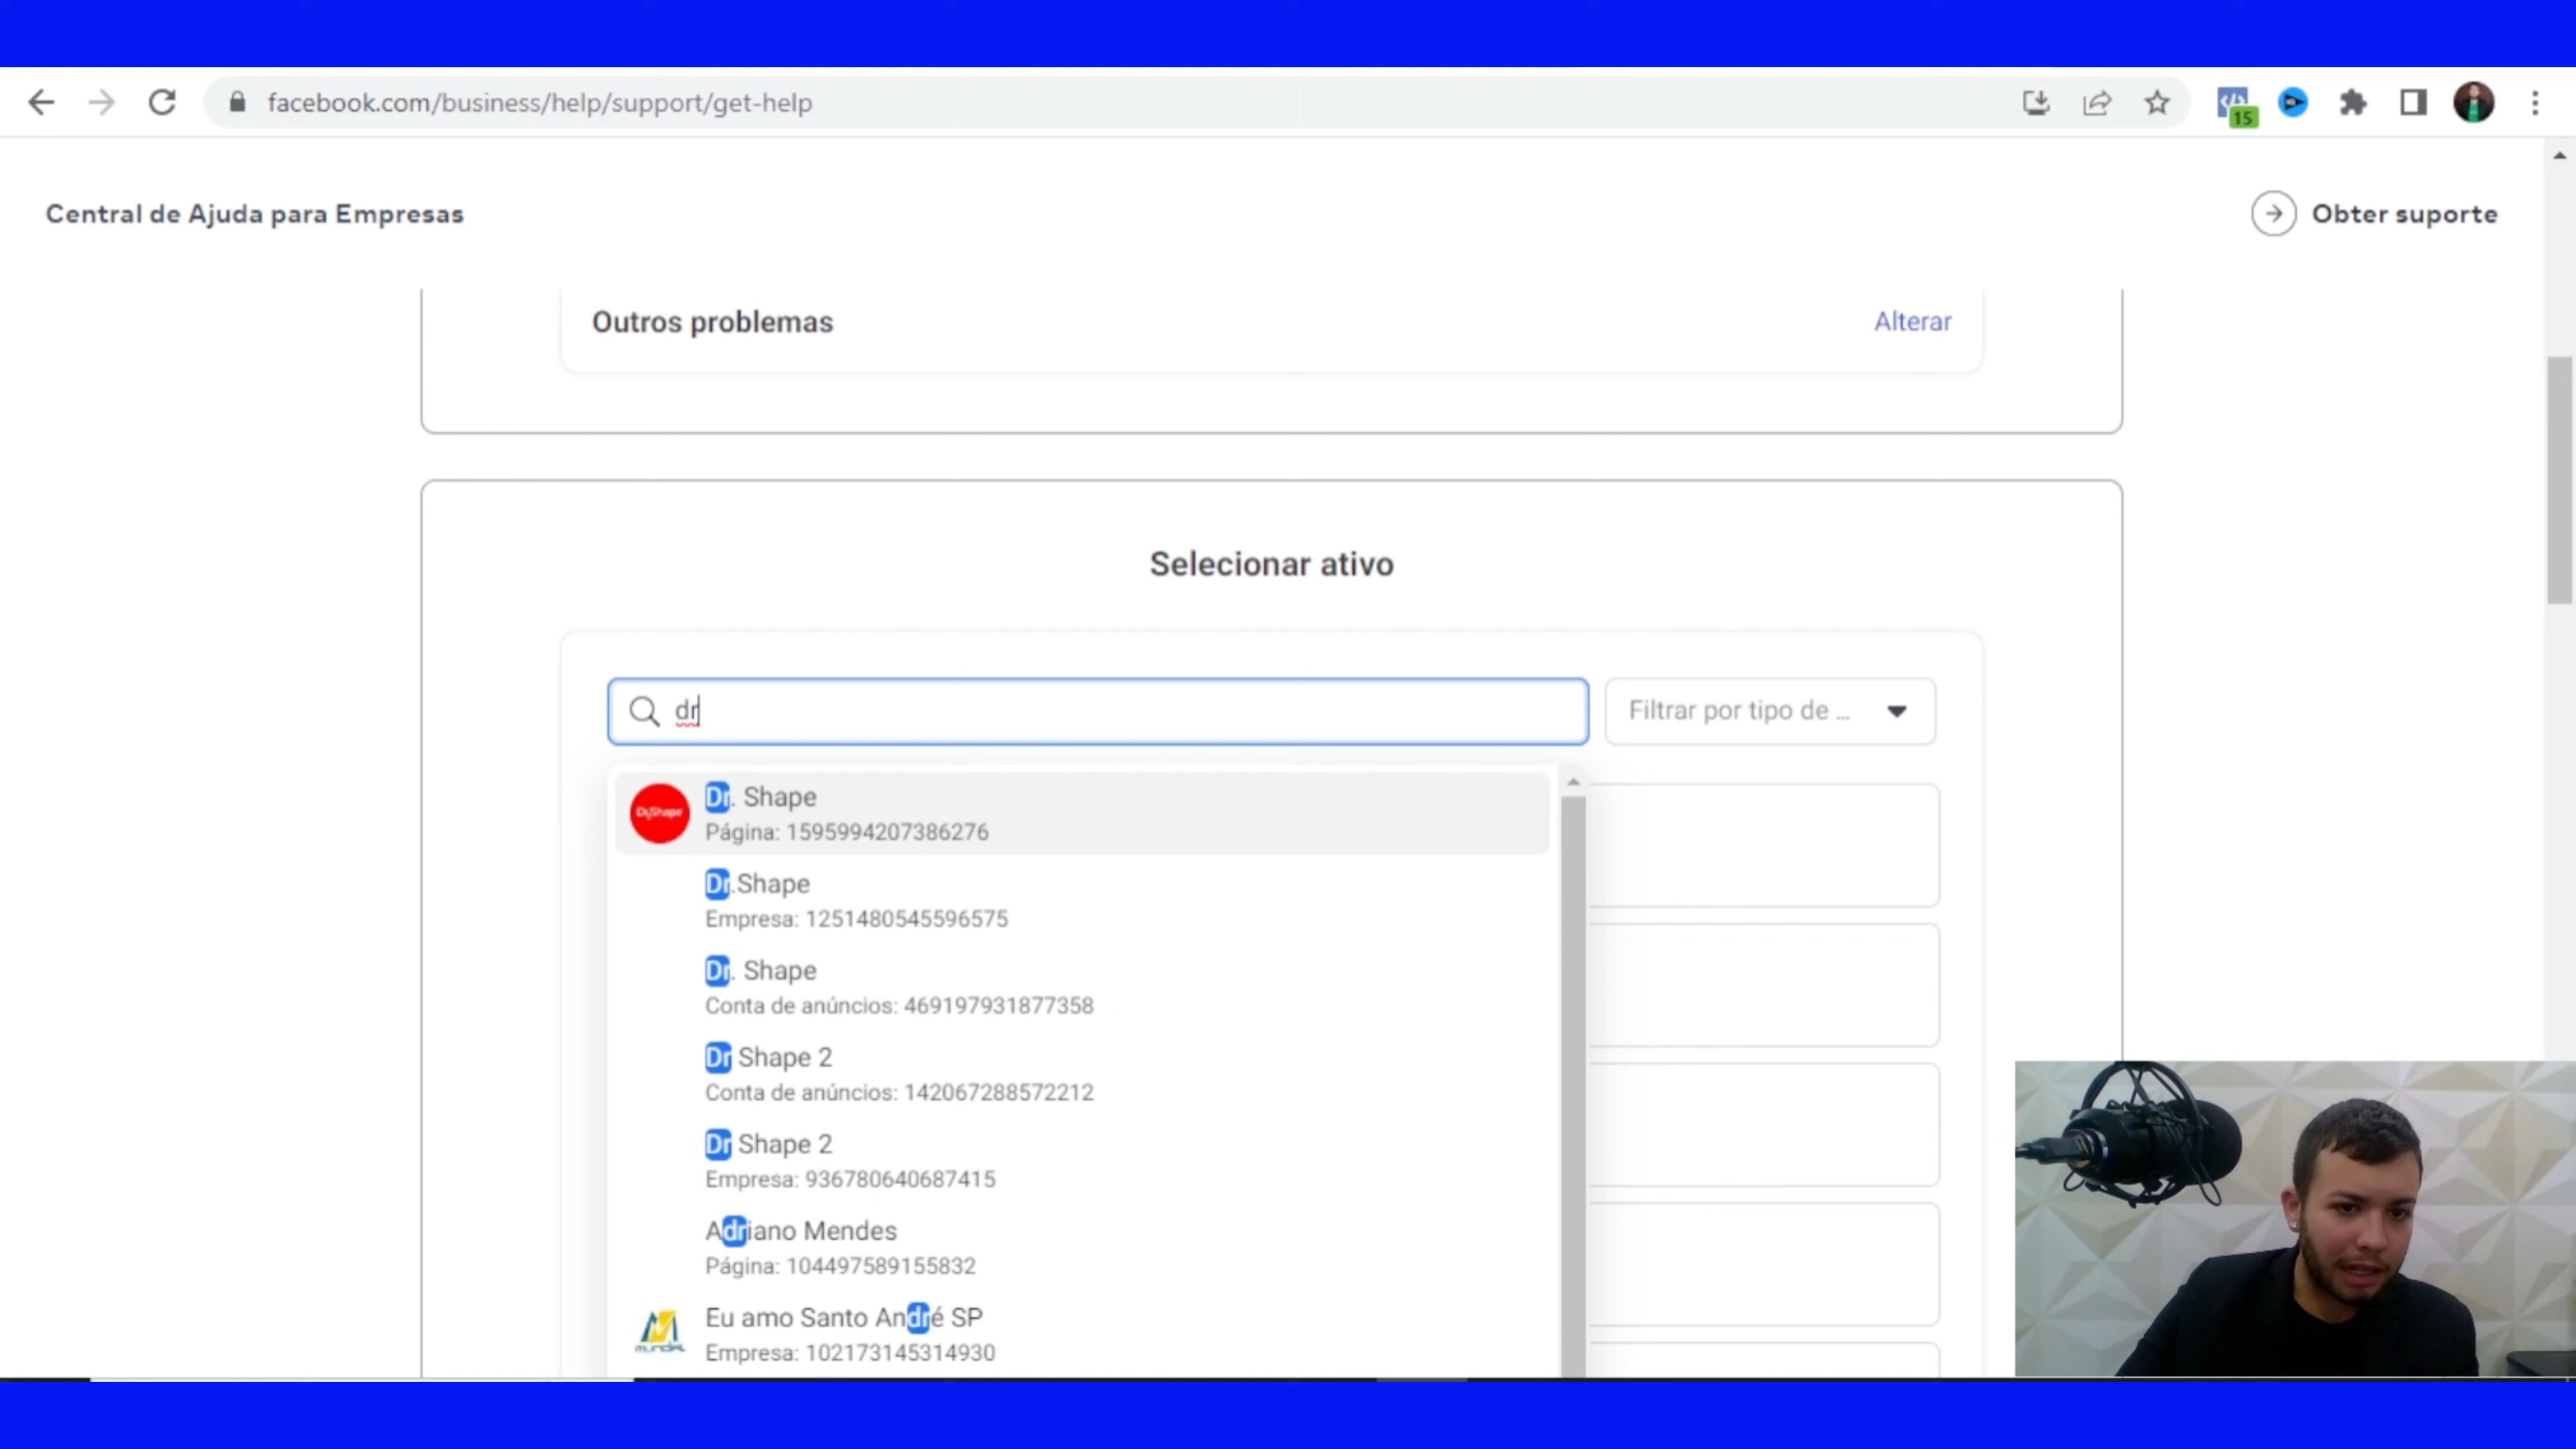 facebook.com/business/help/support/get-help
15
Central de Ajuda para Empresas
Obter suporte
Outros problemas
Alterar
Selecionar ativo
dr
Filtrar por tipo de ...
Dr.Shape
Dr. Shape
Página: 1595994207386276
Dr.Shape
Empresa: 1251480545596575
Dr. Shape
Conta de anúncios: 469197931877358
Dr Shape 2
Conta de anúncios: 142067288572212
Dr Shape 2
Empresa: 936780640687415
Adriano Mendes
Página: 104497589155832
Eu amo Santo André SP
Empresa: 102173145314930